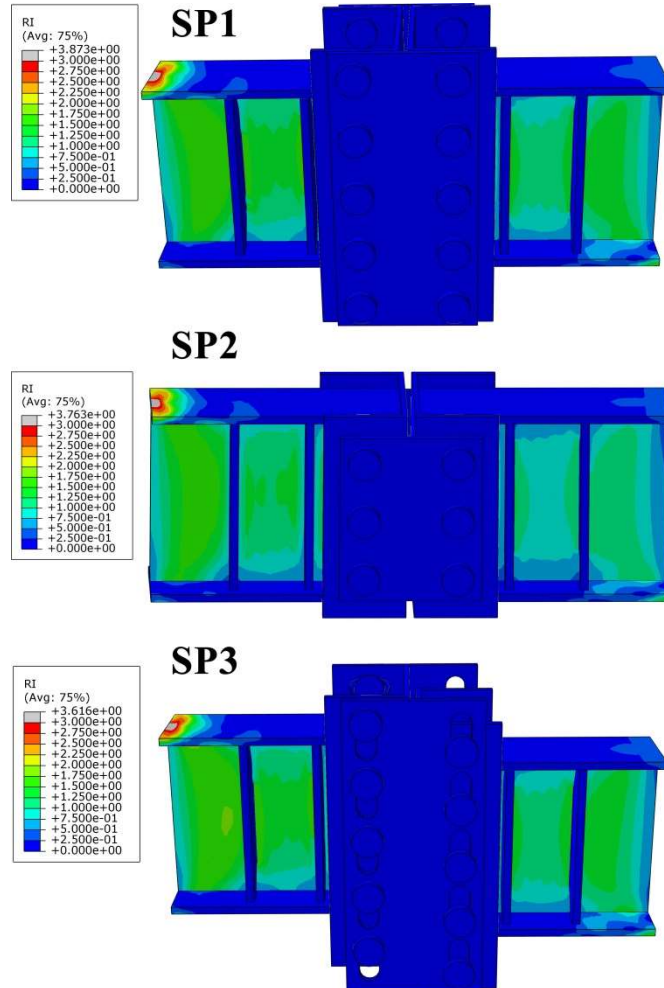 SP1
RI
(Avg: 75%)
+3.873e+00
+3.000e+00
+2.750e+00
+2.500e+00
+2.250e+00
+2.000e+00
+1.750e+00
+1.500e+00
+1.250e+00
+1.000e+00
+7.500e-01
+5.000e-01
+2.500e-01
+0.000e+00
SP2
RI
(Avg: 75%)
+3.763e+00
+3.000e+00
+2.750e+00
+2.500e+00
+2.250e+00
+2.000e+00
+1.750e+00
+1.500e+00
+1.250e+00
+1.000e+00
+7.500e-01
+5.000e-01
+2.500e-01
+0.000e+00
SP3
RI
(Avg: 75%)
+3.616e+00
+3.000e+00
+2.750e+00
+2.500e+00
+2.250e+00
+2.000e+00
+1.750e+00
+1.500e+00
+1.250e+00
+1.000e+00
+7.500e-01
+5.000e-01
+2.500e-01
+0.000e+00